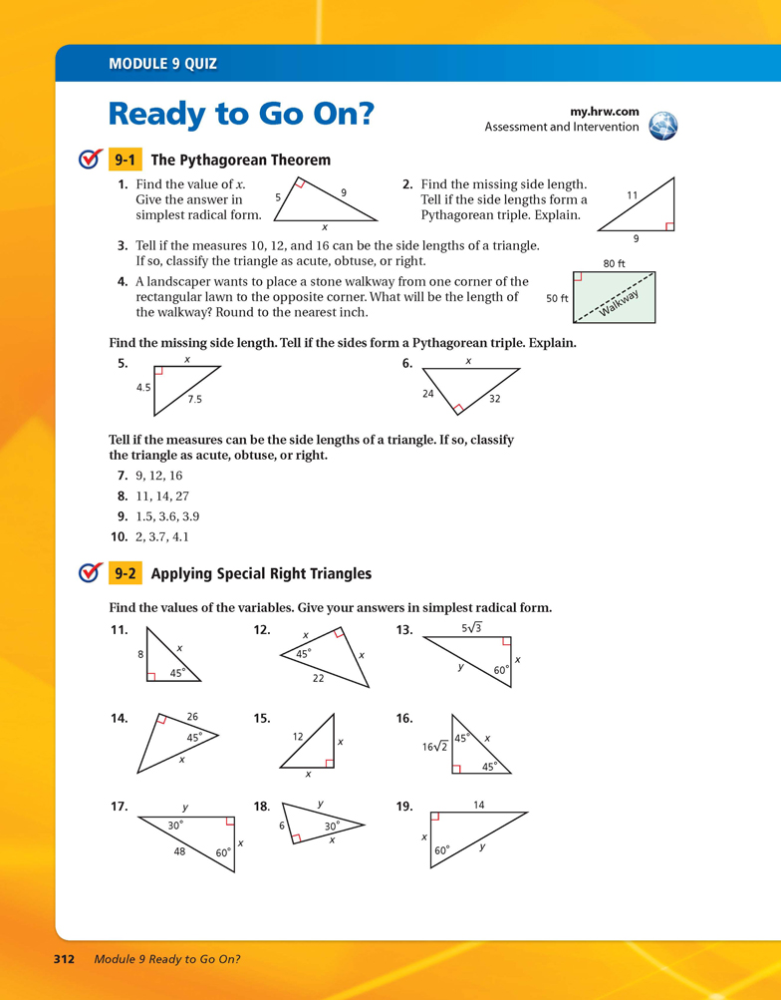 MODULE 9 QUIZ
Ready to Go On?
my.hrw.com
Assessment and Intervention
9-1 The Pythagorean Theorem
1. Find the value of x.
Give the answer in
simplest radical form.
5
9
x
2. Find the missing side length.
Tell if the side lengths form a
Pythagorean triple. Explain.
11
9
3. Tell if the measures 10, 12, and 16 can be the side lengths of a triangle.
If so, classify the triangle as acute, obtuse, or right.
4. A landscaper wants to place a stone walkway from one corner of the
rectangular lawn to the opposite corner. What will be the length of
the walkway? Round to the nearest inch.
80 ft
50 ft
Walkway
Find the missing side length. Tell if the sides form a Pythagorean triple. Explain.
5.
x
4.5
7.5
6.
x
24
32
Tell if the measures can be the side lengths of a triangle. If so, classify
the triangle as acute, obtuse, or right.
7. 9, 12, 16
8. 11, 14, 27
9. 1.5, 3.6, 3.9
10. 2, 3.7, 4.1
9-2 Applying Special Right Triangles
Find the values of the variables. Give your answers in simplest radical form.
11.
8
x
45°
12.
x
45°
x
22
13.
5√3
x
y
60°
14.
26
45°
x
15.
12
x
x
16.
16√2
45°
x
45°
17.
y
30°
x
48
60°
18.
y
6
30°
x
19.
14
x
60°
y
312 Module 9 Ready to Go On?